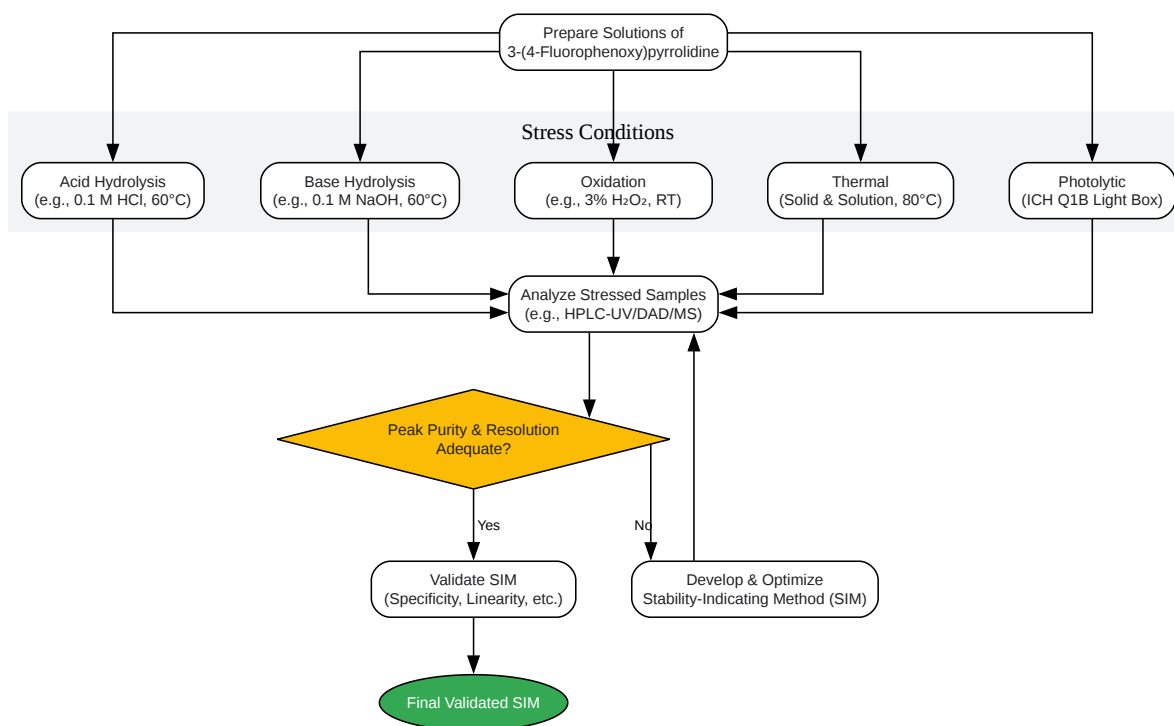 Prepare Solutions of
3-(4-Fluorophenoxy)pyrrolidine
Stress Conditions
Acid Hydrolysis
(e.g., 0.1 M HCl, 60°C)
Base Hydrolysis
(e.g., 0.1 M NaOH, 60°C)
Oxidation
(e.g., 3% H₂O₂, RT)
Thermal
(Solid & Solution, 80°C)
Photolytic
(ICH Q1B Light Box)
Analyze Stressed Samples
(e.g., HPLC-UV/DAD/MS)
Peak Purity & Resolution
Adequate?
Yes
No
Validate SIM
(Specificity, Linearity, etc.)
Develop & Optimize
Stability-Indicating Method (SIM)
Final Validated SIM